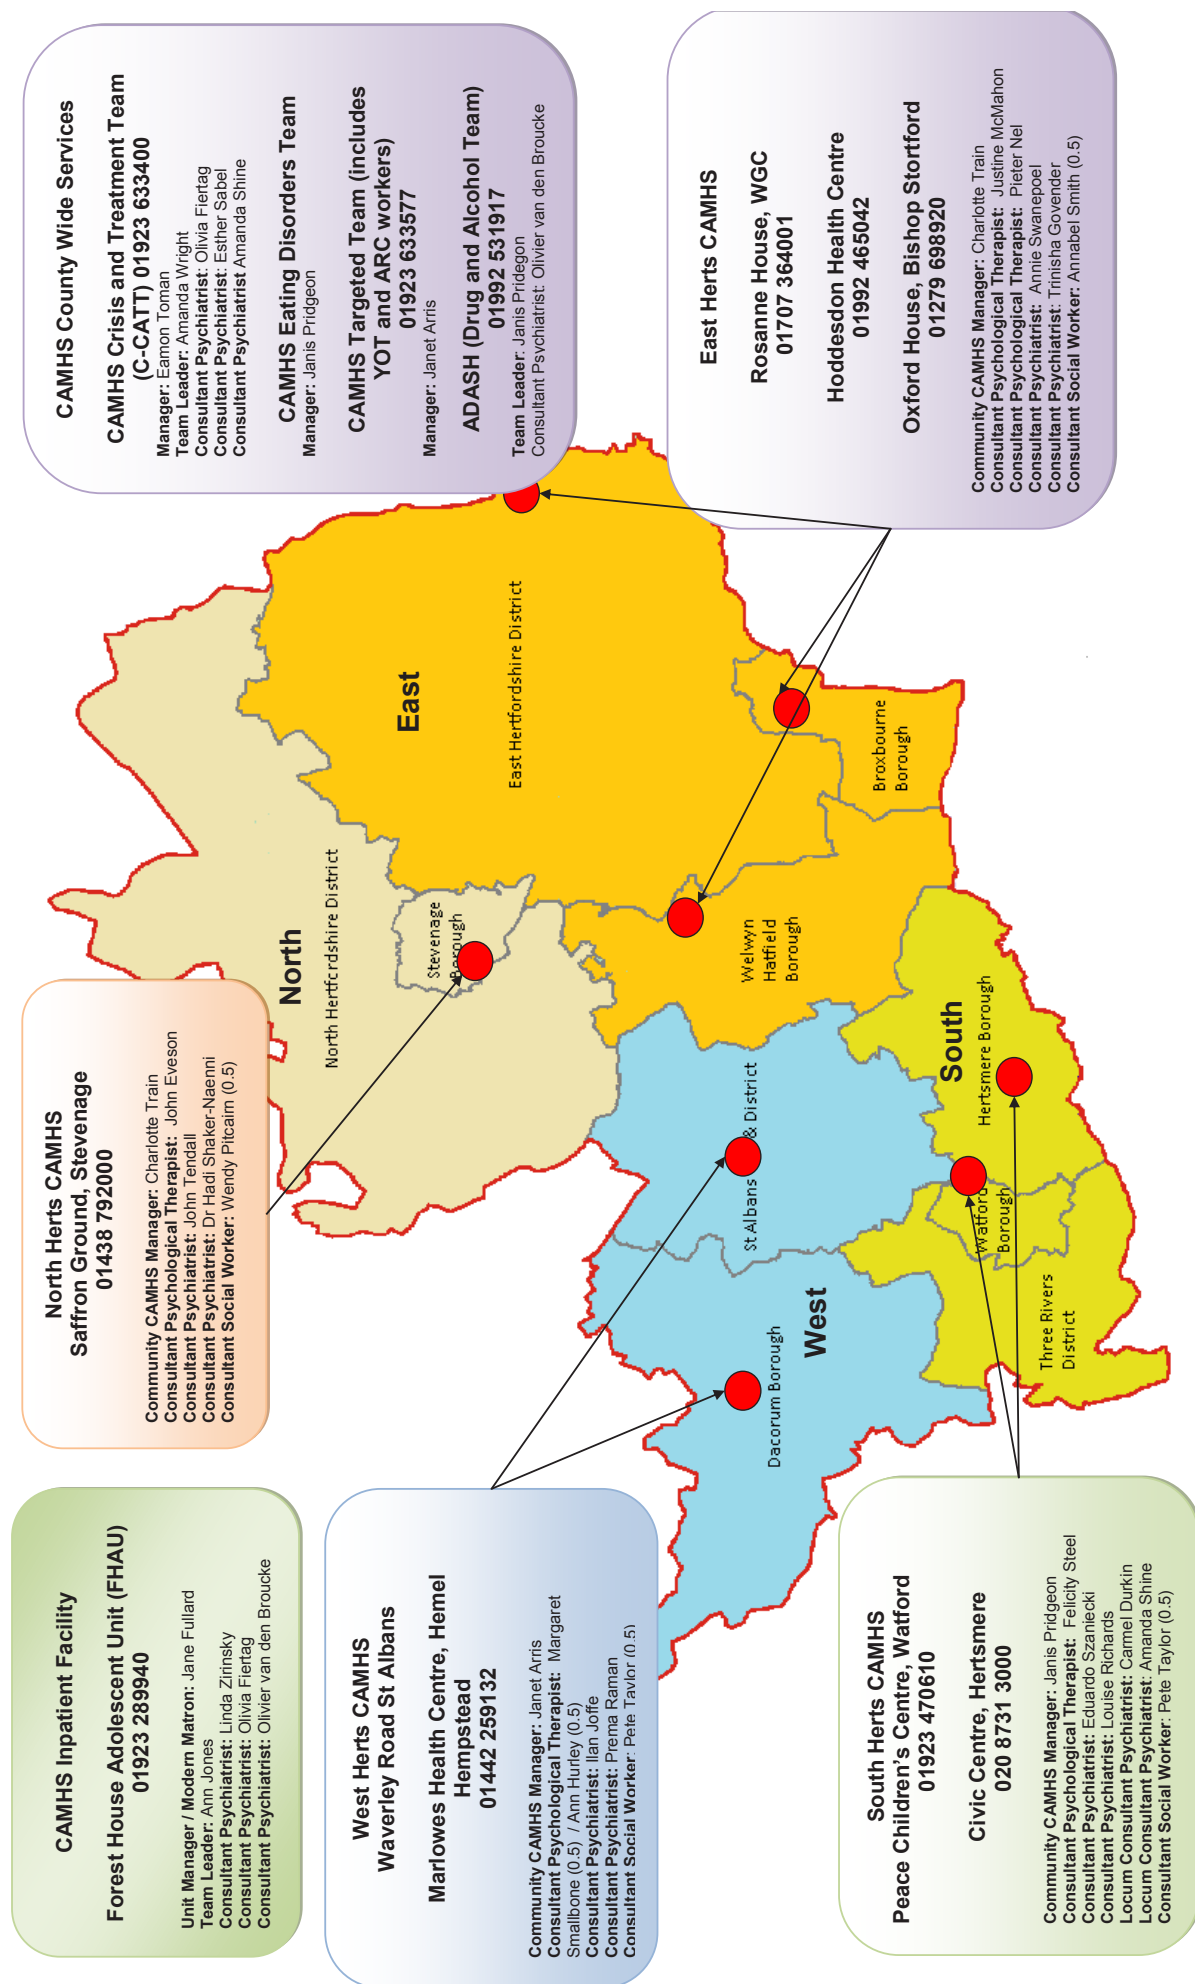 CAMHS Inpatient Facility
Forest House Adolescent Unit (FHAU)
01923 289940
Unit Manager / Modern Matron: Jane Fullard
Team Leader: Ann Jones
Consultant Psychiatrist: Linda Zirinsky
Consultant Psychiatrist: Olivia Fiertag
Consultant Psychiatrist: Olivier van den Broucke
North Herts CAMHS
Saffron Ground, Stevenage
01438 792000
Community CAMHS Manager: Charlotte Train
Consultant Psychological Therapist: John Eveson
Consultant Psychiatrist: John Tendall
Consultant Psychiatrist: Dr Hadi Shaker-Naenni
Consultant Social Worker: Wendy Pitcairn (0.5)
CAMHS County Wide Services
CAMHS Crisis and Treatment Team
(C-CATT) 01923 633400
Manager: Eamon Toman
Team Leader: Amanda Wright
Consultant Psychiatrist: Olivia Fiertag
Consultant Psychiatrist: Esther Sabel
Consultant Psychiatrist Amanda Shine
CAMHS Eating Disorders Team
Manager: Janis Pridgeon
CAMHS Targeted Team (includes
YOT and ARC workers)
01923 633577
Manager: Janet Arris
ADASH (Drug and Alcohol Team)
01992 531917
Team Leader: Janis Pridegon
Consultant Psychiatrist: Olivier van den Broucke
West Herts CAMHS
Waverley Road St Albans
Marlowes Health Centre, Hemel
Hempstead
01442 259132
Community CAMHS Manager: Janet Arris
Consultant Psychological Therapist: Margaret
Smallbone (0.5) / Ann Hurley (0.5)
Consultant Psychiatrist: Ilan Joffe
Consultant Psychiatrist: Prema Raman
Consultant Social Worker: Pete Taylor (0.5)
North
North Hertfordshire District
Stevenage
Borough
East
East Hertfordshire District
Welwyn
Hatfield
Borough
Broxbourne
Borough
St Albans & District
West
Dacorum Borough
South
Hertsmere Borough
Watford
Borough
Three Rivers
District
South Herts CAMHS
Peace Children's Centre, Watford
01923 470610
Civic Centre, Hertsmere
020 8731 3000
Community CAMHS Manager: Janis Pridgeon
Consultant Psychological Therapist: Felicity Steel
Consultant Psychiatrist: Eduardo Szaniecki
Consultant Psychiatrist: Louise Richards
Locum Consultant Psychiatrist: Carmel Durkin
Locum Consultant Psychiatrist: Amanda Shine
Consultant Social Worker: Pete Taylor (0.5)
East Herts CAMHS
Rosanne House, WGC
01707 364001
Hoddesdon Health Centre
01992 465042
Oxford House, Bishop Stortford
01279 698920
Community CAMHS Manager: Charlotte Train
Consultant Psychological Therapist: Justine McMahon
Consultant Psychological Therapist: Pieter Nel
Consultant Psychiatrist: Annie Swanepoel
Consultant Psychiatrist: Trinisha Govender
Consultant Social Worker: Annabel Smith (0.5)